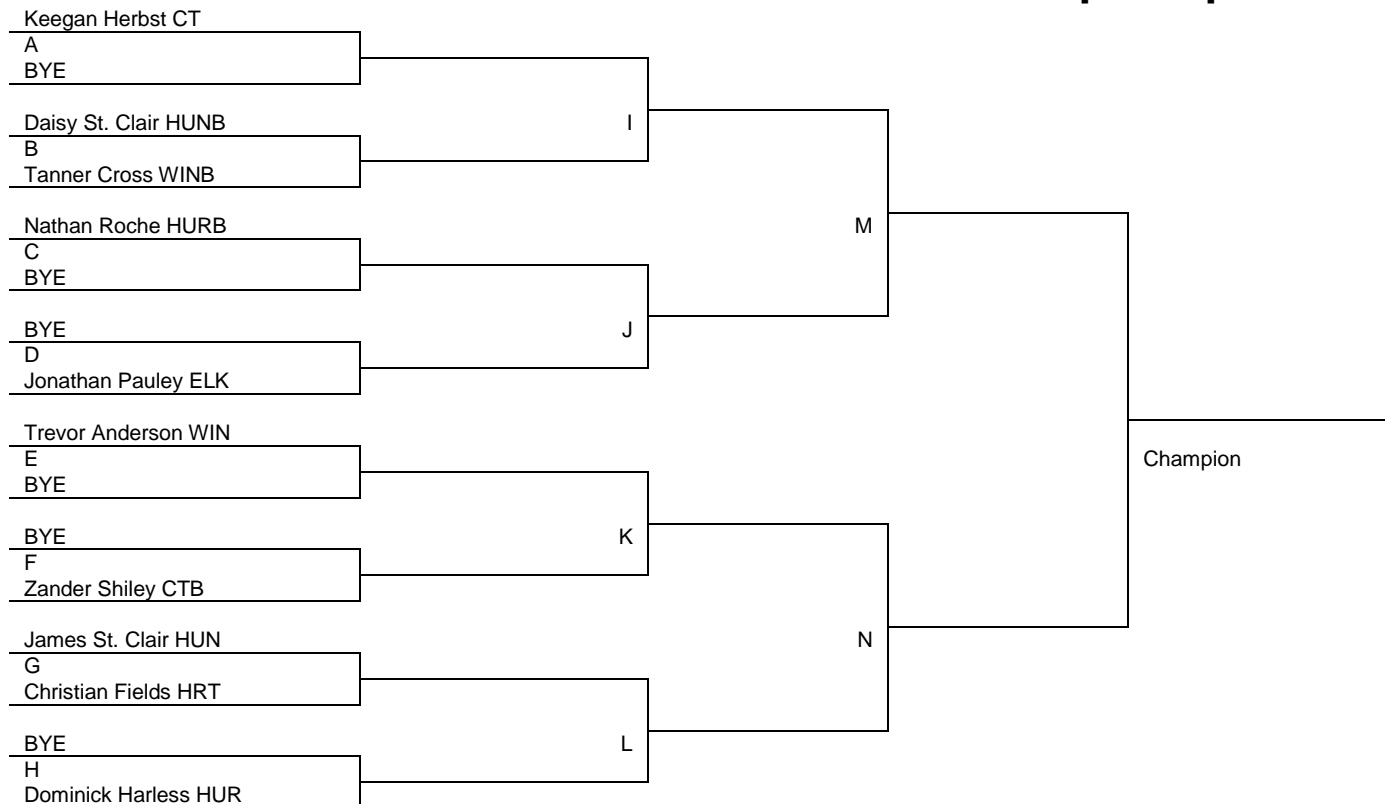 Keegan Herbst CT
A
BYE
Daisy St. Clair HUNB
I
B
Tanner Cross WINB
Nathan Roche HURB
M
C
BYE
BYE
J
D
Jonathan Pauley ELK
Trevor Anderson WIN
E
Champion
BYE
BYE
K
F
Zander Shiley CTB
James St. Clair HUN
N
G
Christian Fields HRT
BYE
L
H
Dominick Harless HUR